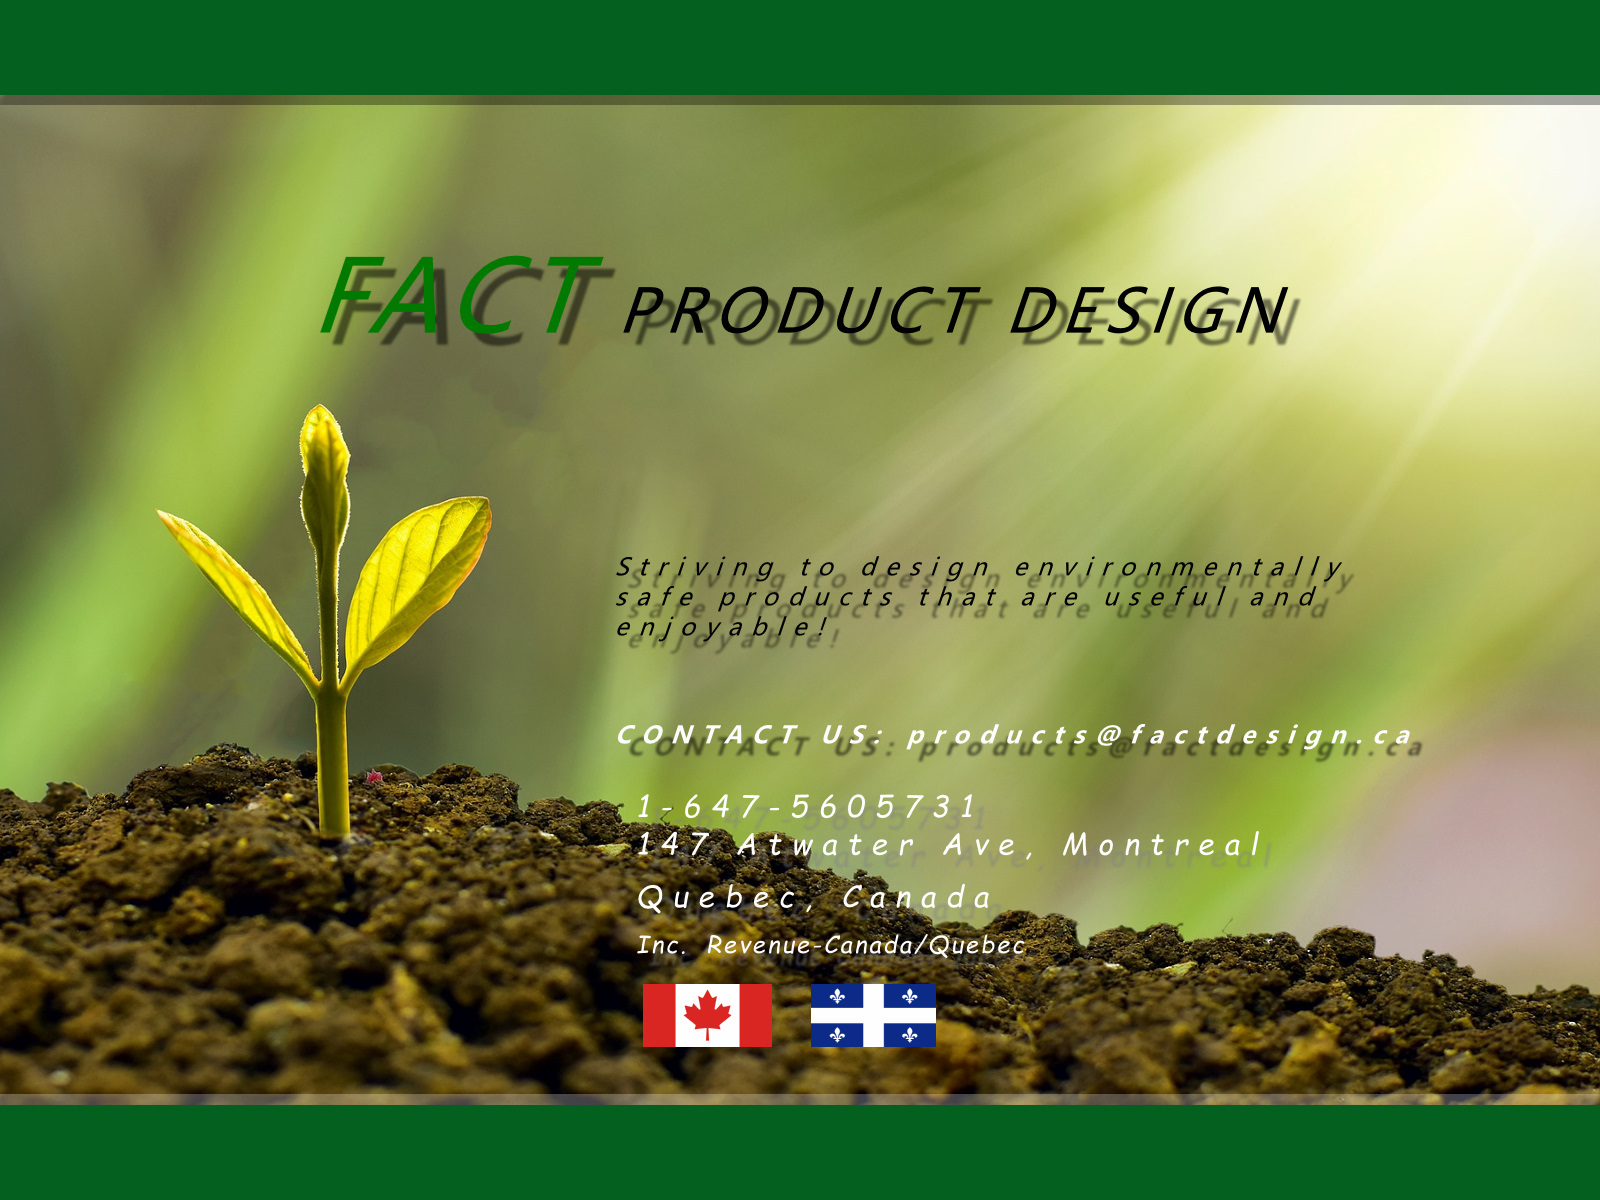 FACT PRODUCT DESIGN
Striving to design environmentally
safe products that are useful and
enjoyable!
CONTACT US: products@factdesign.ca
1-647-5605731
147 Atwater Ave, Montreal
Quebec, Canada
Inc. Revenue-Canada/Quebec